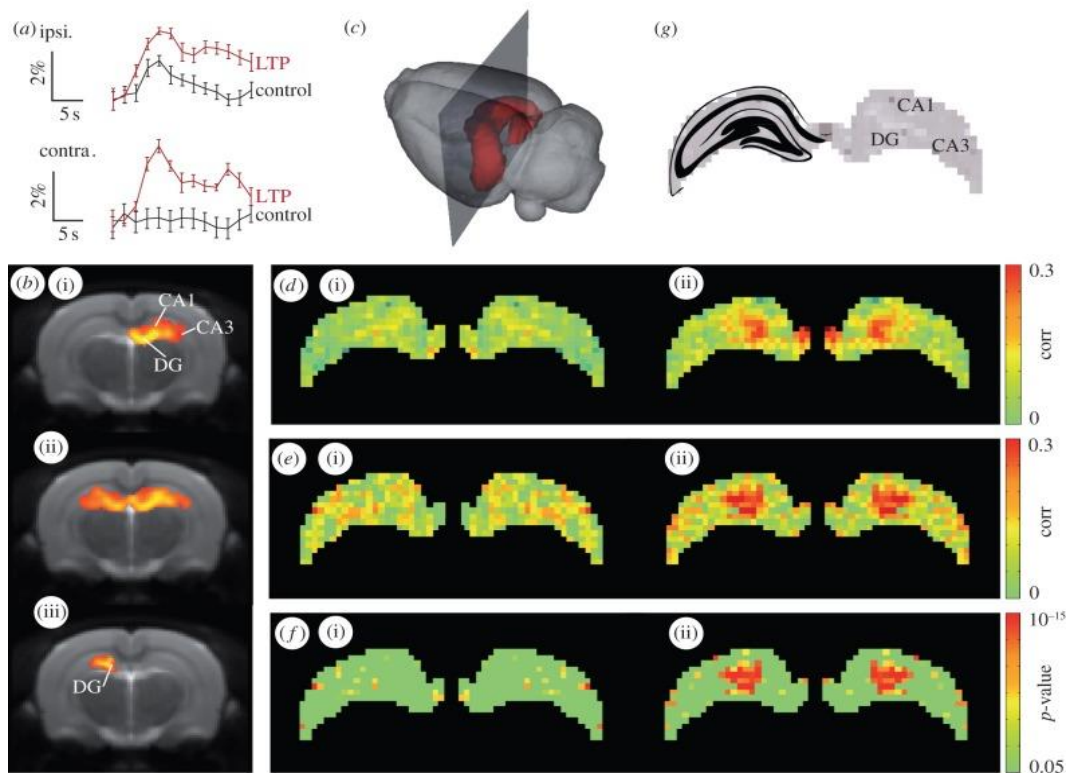 (a) ipsi.
2%
5 s
LTP
control
contra.
2%
5 s
LTP
control
(c)
(g)
CA1
DG
CA3
(b) (i)
CA1
CA3
DG
(ii)
(iii)
DG
(d) (i)
(ii)
0.3
corr
0
(e) (i)
(ii)
0.3
corr
0
(f) (i)
(ii)
10⁻¹⁵
p-value
0.05